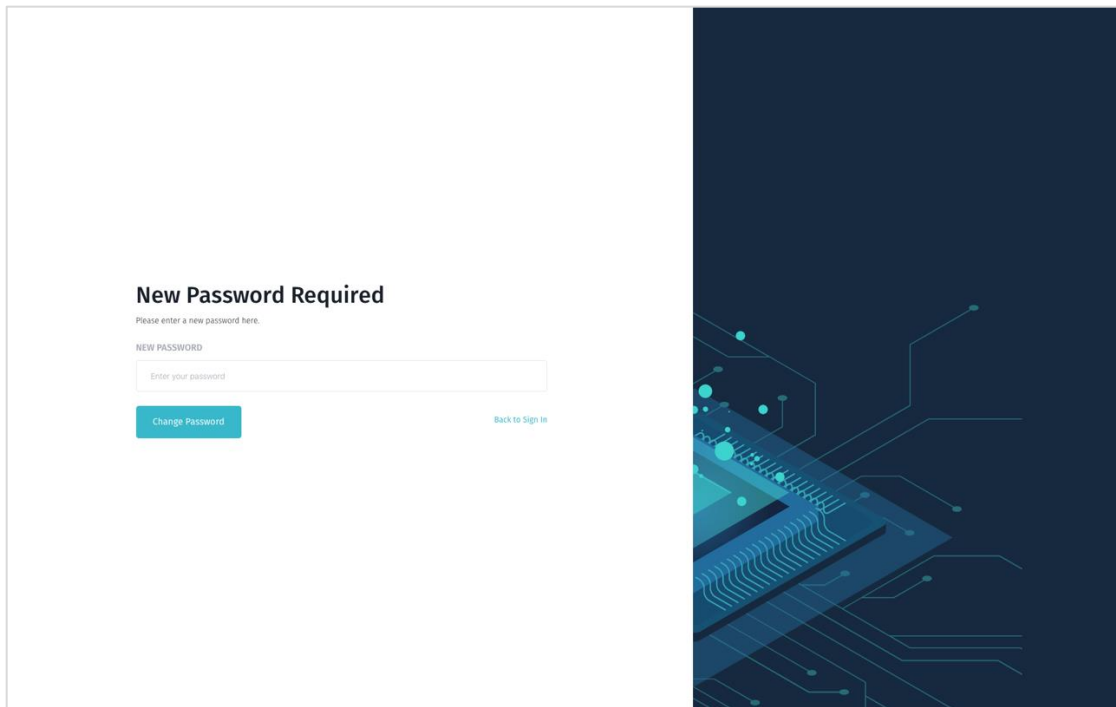 New Password Required
Please enter a new password here.
NEW PASSWORD
Enter your password
Change Password
Back to Sign In